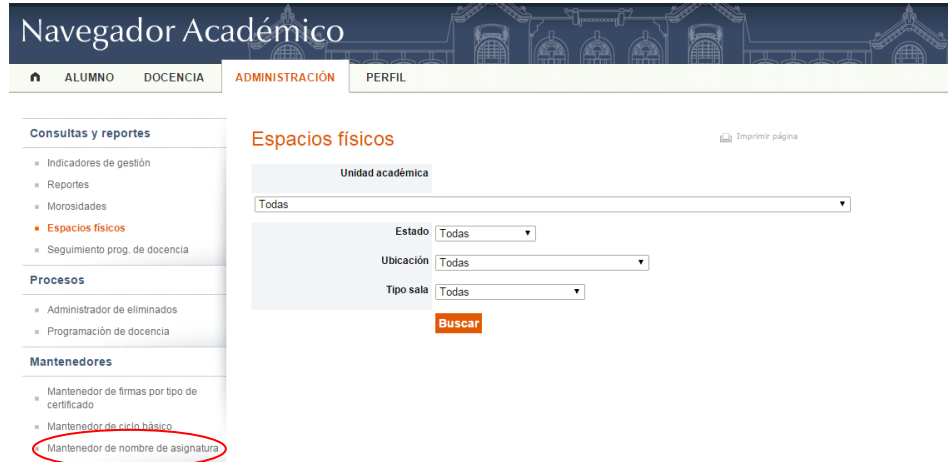 Navegador Académico
ALUMNO DOCENCIA ADMINISTRACIÓN PERFIL
Consultas y reportes
Indicadores de gestión
Reportes
Morosidades
Espacios físicos
Seguimiento prog. de docencia
Procesos
Administrador de eliminados
Programación de docencia
Mantenedores
Mantenedor de firmas por tipo de
certificado
Mantenedor de ciclo básico
Mantenedor de nombre de asignatura
Espacios físicos
Imprimir página
Unidad académica
Todas
Estado Todas
Ubicación Todas
Tipo sala Todas
Buscar